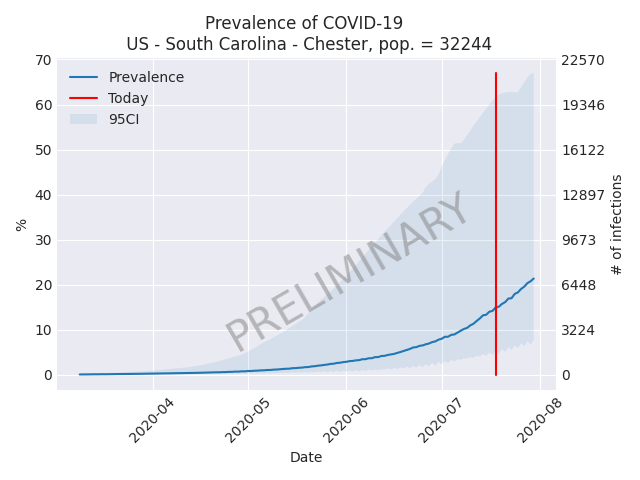 Prevalence of COVID-19
US - South Carolina - Chester, pop. = 32244
70
60
50
40
30
20
10
0
%
22570
19346
16122
12897
9673
6448
3224
0
# of infections
Prevalence
Today
95CI
PRELIMINARY
2020-04
2020-05
2020-06
2020-07
2020-08
Date